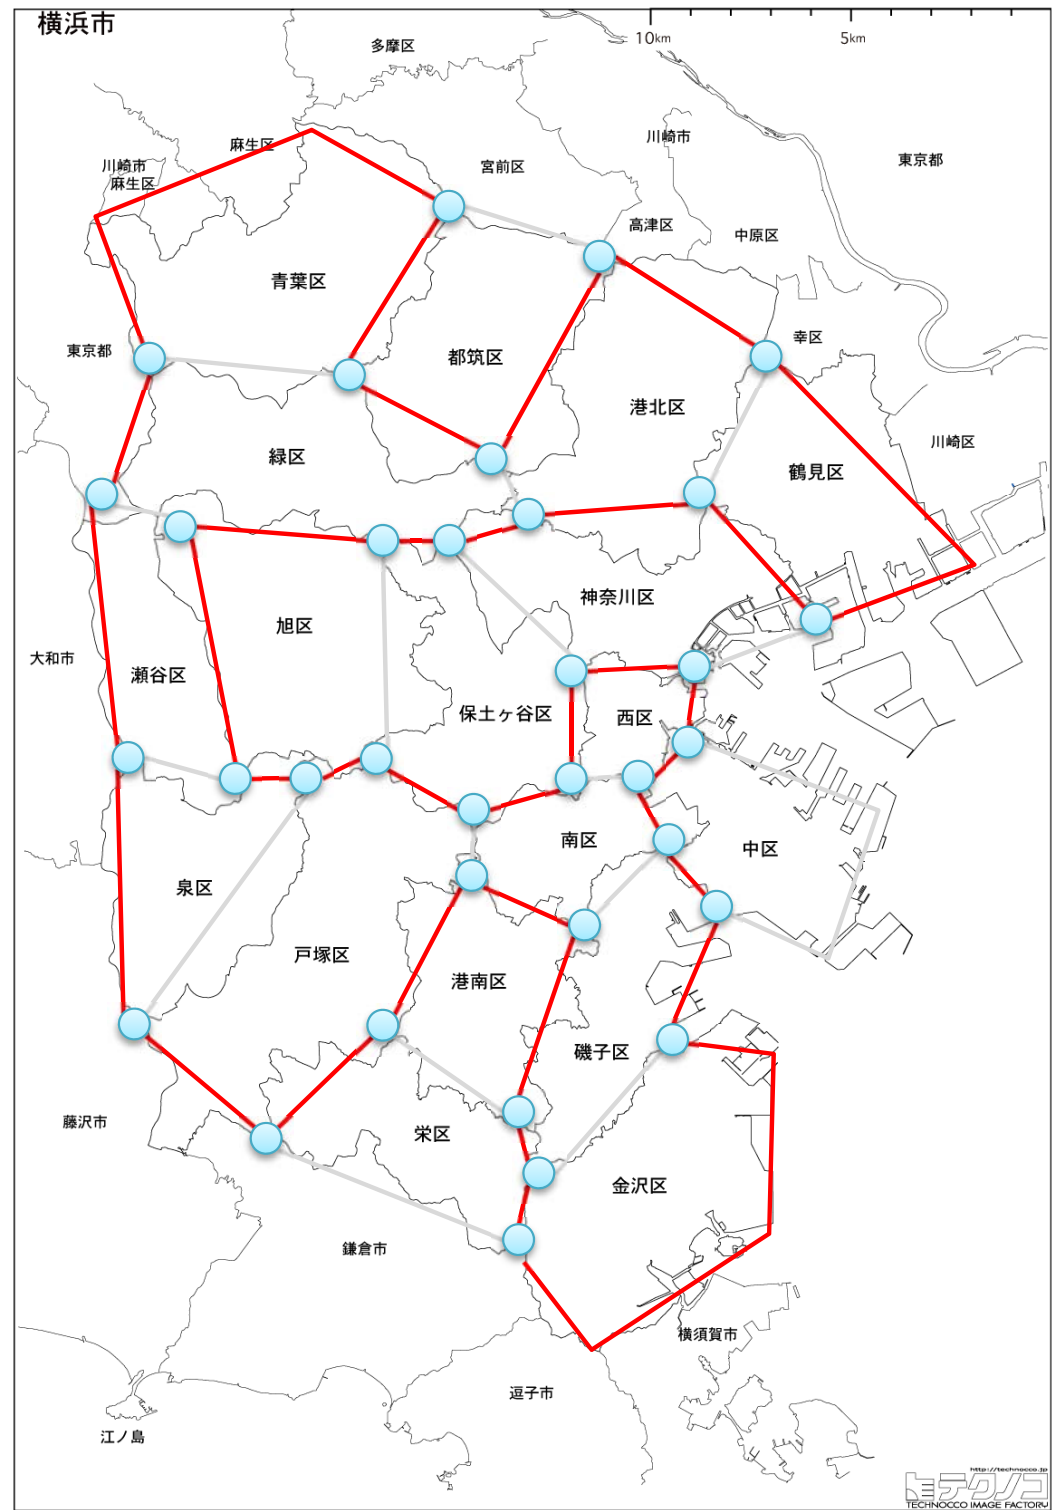 横浜市
10km
5km
多摩区
川崎市
麻生区
東京都
川崎市
麻生区
宮前区
高津区
中原区
青葉区
東京都
都筑区
幸区
港北区
川崎区
緑区
鶴見区
神奈川区
旭区
大和市
瀬谷区
保土ヶ谷区
西区
南区
中区
泉区
戸塚区
港南区
磯子区
藤沢市
栄区
金沢区
鎌倉市
横須賀市
逗子市
江ノ島
http://technocco.jp
テクノコ
TECHNOCCO IMAGE FACTORY